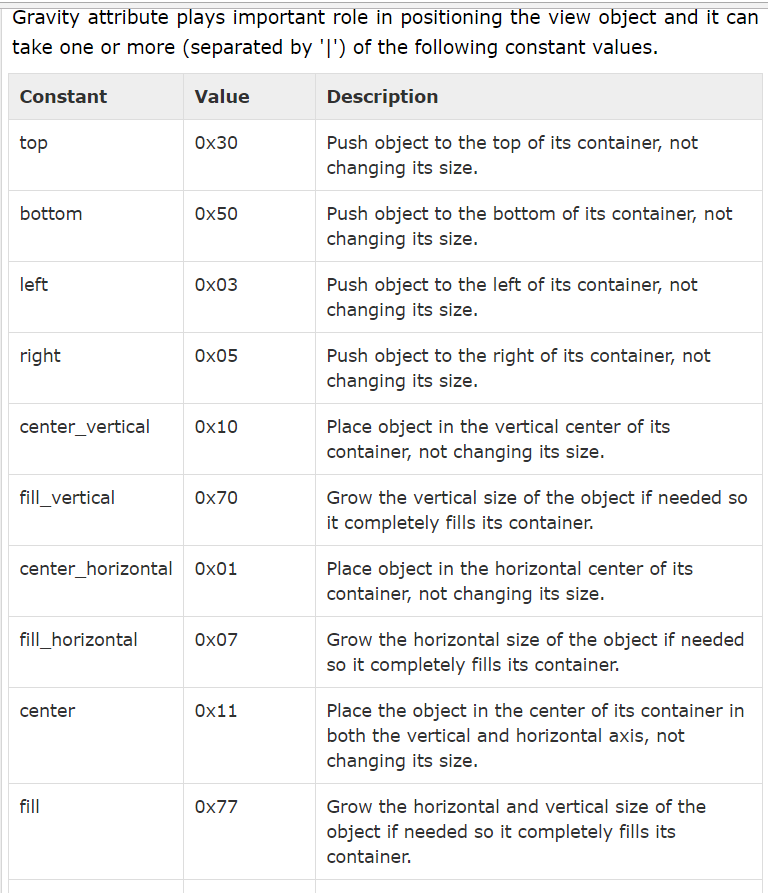 Gravity attribute plays important role in positioning the view object and it can
take one or more (separated by '|') of the following constant values.
Constant Value Description
top 0x30 Push object to the top of its container, not
changing its size.
bottom 0x50 Push object to the bottom of its container, not
changing its size.
left 0x03 Push object to the left of its container, not
changing its size.
right 0x05 Push object to the right of its container, not
changing its size.
center_vertical 0x10 Place object in the vertical center of its
container, not changing its size.
fill_vertical 0x70 Grow the vertical size of the object if needed so
it completely fills its container.
center_horizontal 0x01 Place object in the horizontal center of its
container, not changing its size.
fill_horizontal 0x07 Grow the horizontal size of the object if needed
so it completely fills its container.
center 0x11 Place the object in the center of its container in
both the vertical and horizontal axis, not
changing its size.
fill 0x77 Grow the horizontal and vertical size of the
object if needed so it completely fills its
container.